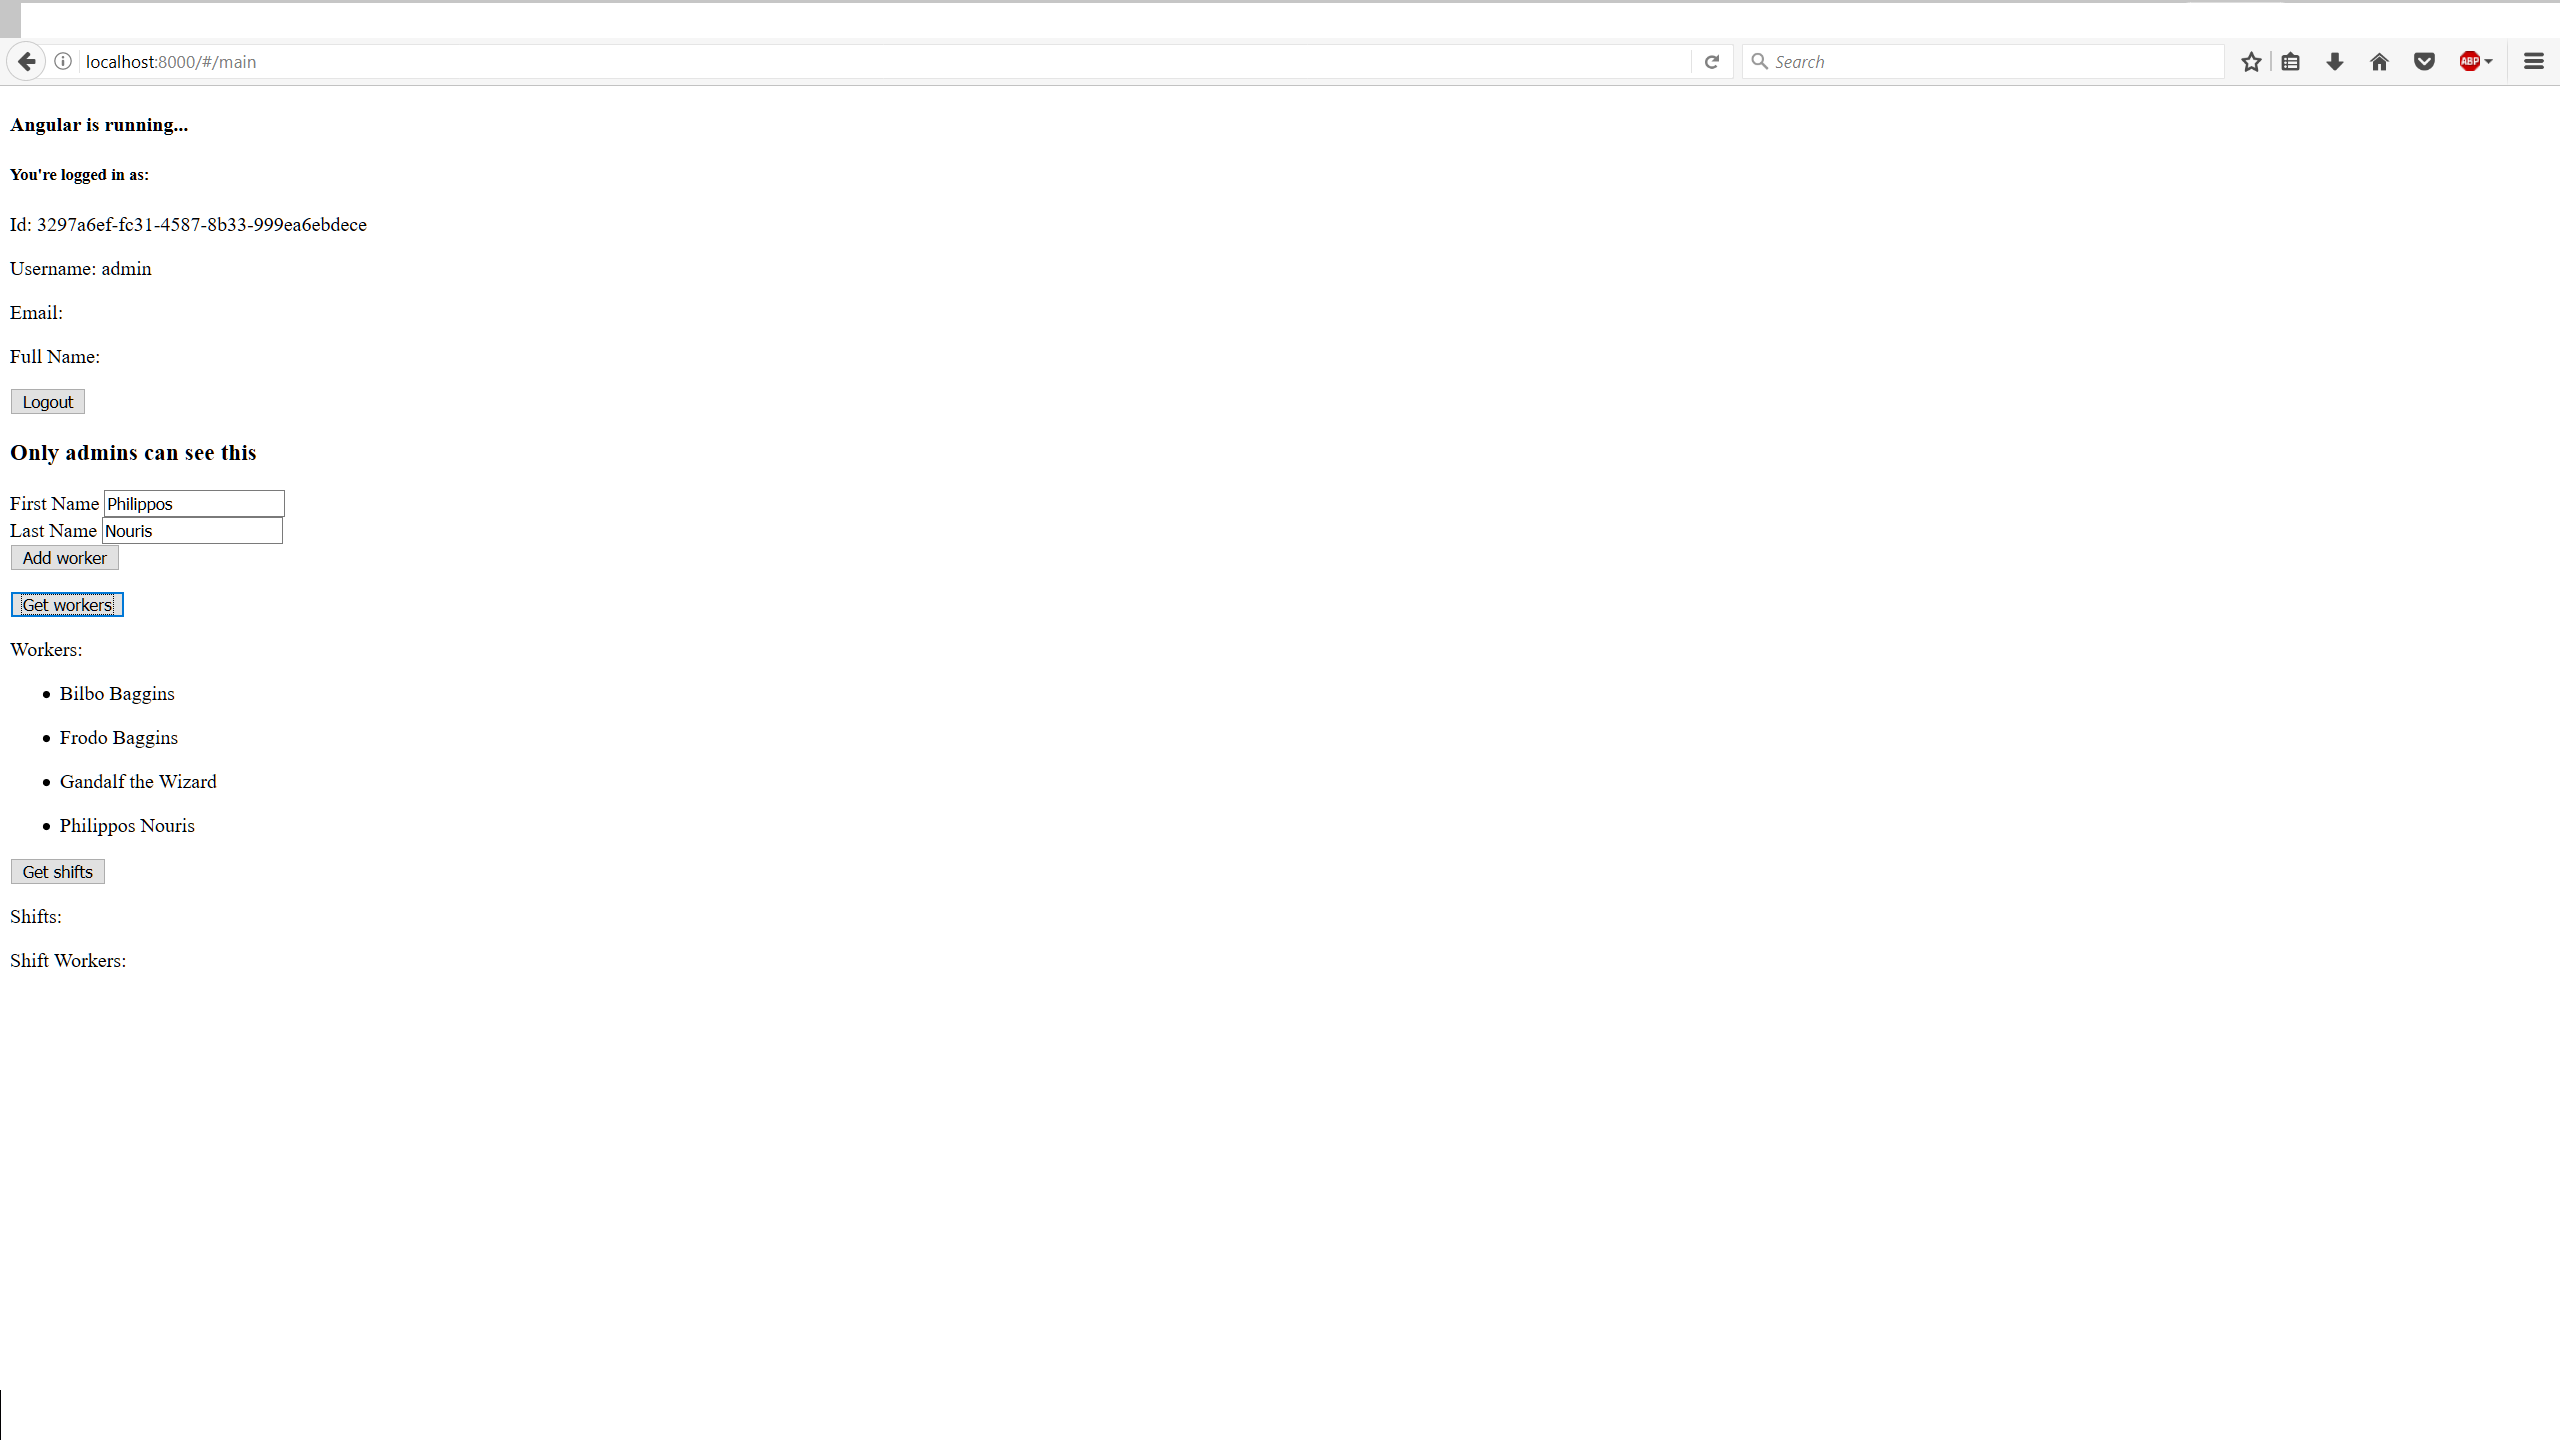 localhost:8000/#/main
Search
ABP
Angular is running...
You're logged in as:
Id: 3297a6ef-fc31-4587-8b33-999ea6ebdece
Username: admin
Email:
Full Name:
Logout
Only admins can see this
First Name Philippos
Last Name Nouris
Add worker
Get workers
Workers:
Bilbo Baggins
Frodo Baggins
Gandalf the Wizard
Philippos Nouris
Get shifts
Shifts:
Shift Workers: